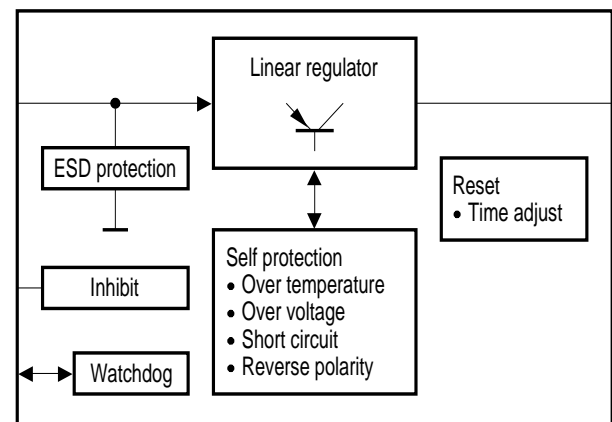 Linear regulator
ESD protection
Reset
• Time adjust
Self protection
• Over temperature
• Over voltage
• Short circuit
• Reverse polarity
Inhibit
Watchdog